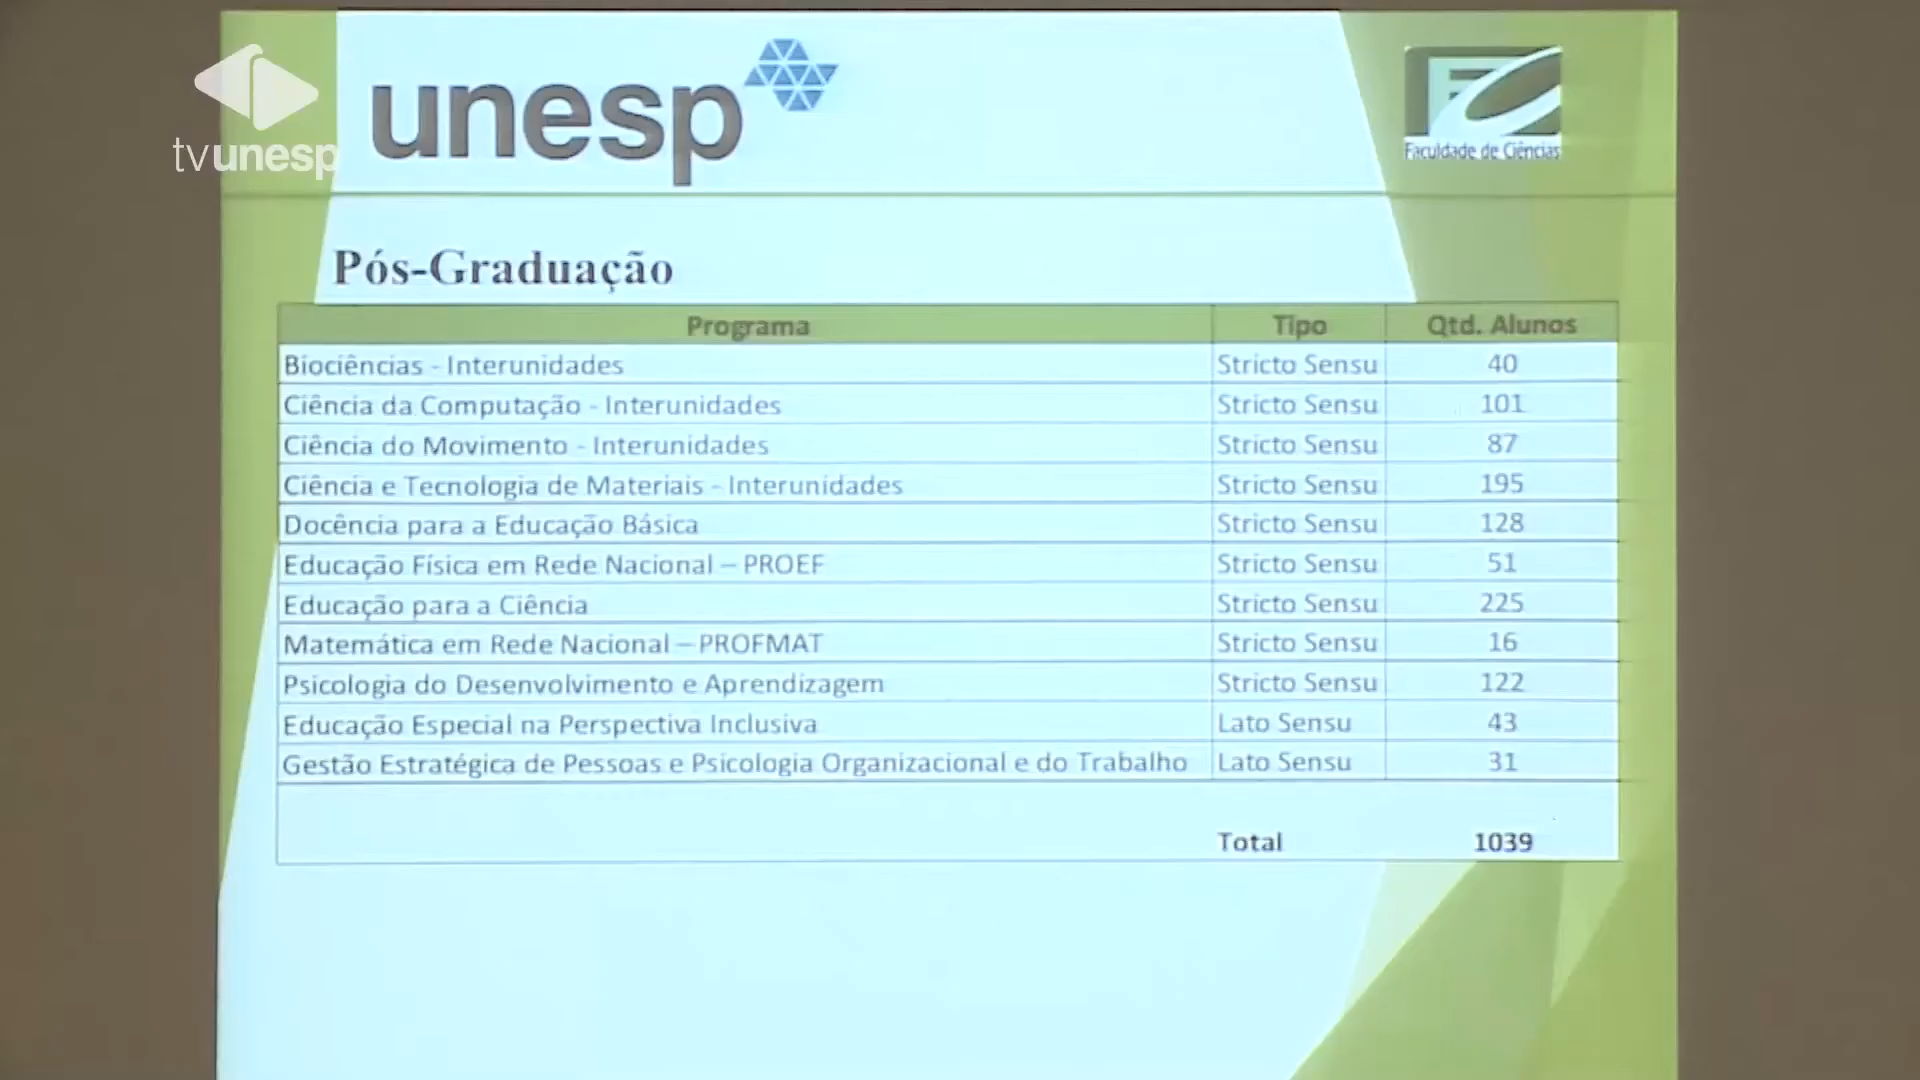 tvunesp
unesp
Faculdade de Ciências
Pós-Graduação
Programa Tipo Qtd. Alunos
Biociências - Interunidades Stricto Sensu 40
Ciência da Computação - Interunidades Stricto Sensu 101
Ciência do Movimento - Interunidades Stricto Sensu 87
Ciência e Tecnologia de Materiais - Interunidades Stricto Sensu 195
Docência para a Educação Básica Stricto Sensu 128
Educação Física em Rede Nacional – PROEF Stricto Sensu 51
Educação para a Ciência Stricto Sensu 225
Matemática em Rede Nacional – PROFMAT Stricto Sensu 16
Psicologia do Desenvolvimento e Aprendizagem Stricto Sensu 122
Educação Especial na Perspectiva Inclusiva Lato Sensu 43
Gestão Estratégica de Pessoas e Psicologia Organizacional e do Trabalho Lato Sensu 31
Total 1039